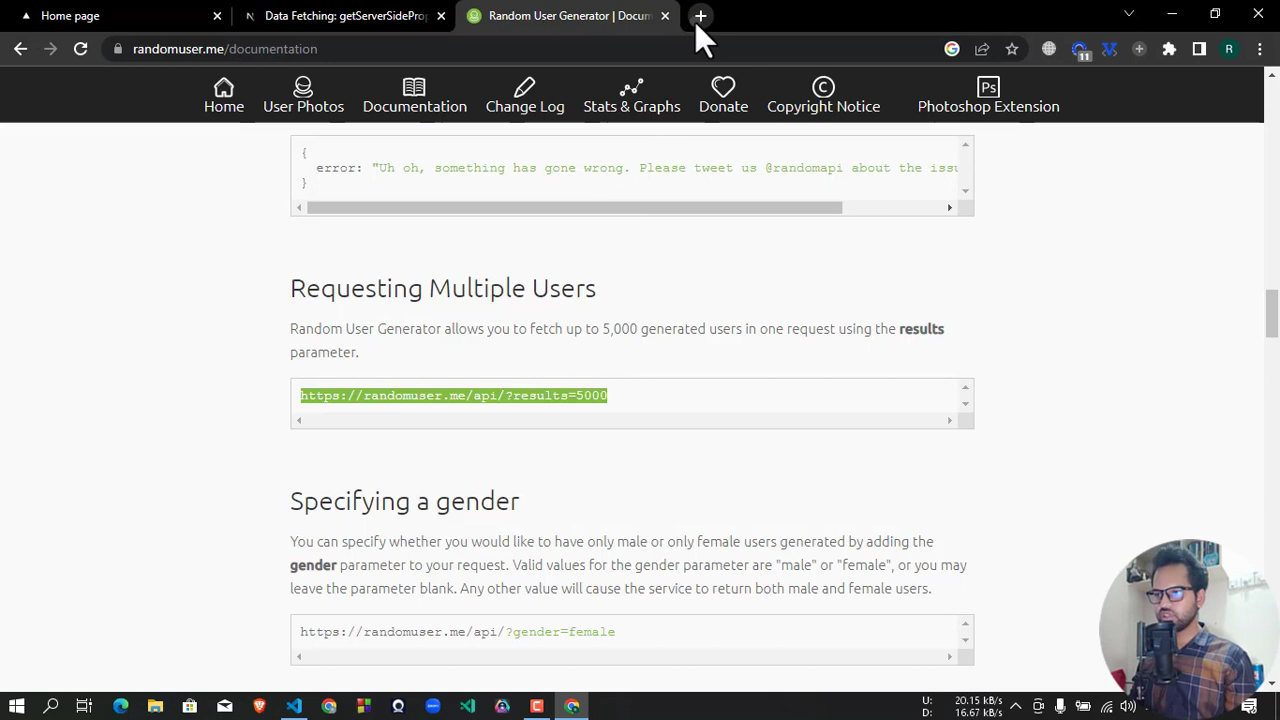 Home page
Data Fetching: getServerSideProp
Random User Generator | Docum
randomuser.me/documentation
11
R
Home
User Photos
Documentation
Change Log
Stats & Graphs
Donate
Copyright Notice
Ps
Photoshop Extension
{
error: "Uh oh, something has gone wrong. Please tweet us @randomapi about the issu
}
Requesting Multiple Users
Random User Generator allows you to fetch up to 5,000 generated users in one request using the results
parameter.
https://randomuser.me/api/?results=5000
Specifying a gender
You can specify whether you would like to have only male or only female users generated by adding the
gender parameter to your request. Valid values for the gender parameter are "male" or "female", or you may
leave the parameter blank. Any other value will cause the service to return both male and female users.
https://randomuser.me/api/?gender=female
U: 20.15 kB/s
D: 16.67 kB/s